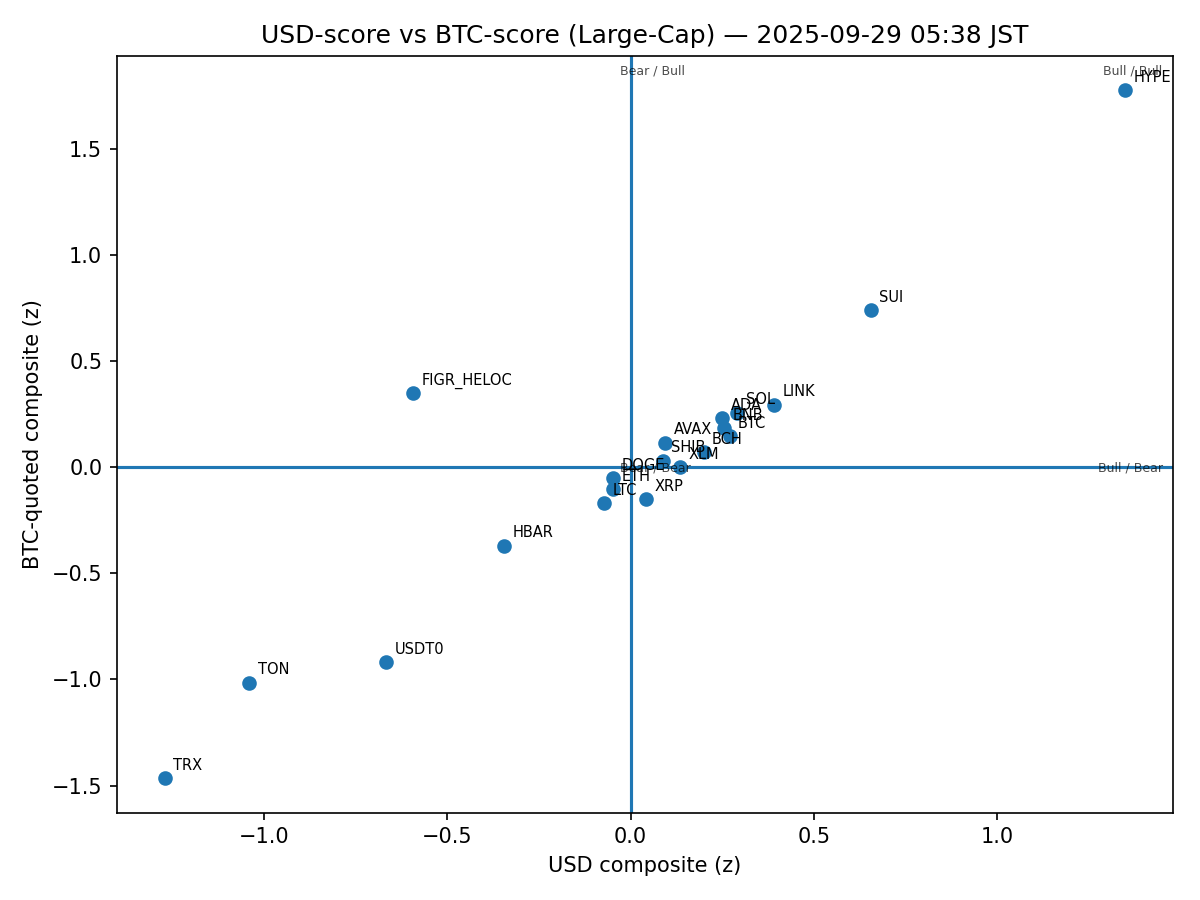 USD-score vs BTC-score (Large-Cap) — 2025-09-29 05:38 JST
Bear / Bull
Bull / Bull
HYPE
1.5
1.0
SUI
0.5
FIGR_HELOC
LINK
SOL
ADA
BNB
BTC
AVAX
BCH
SHIB
XLM
0.0
DOGE
Bear / Bear
Bull / Bear
ETH
XRP
LTC
HBAR
−0.5
USDT0
TON
−1.0
TRX
−1.5
−1.0
−0.5
0.0
0.5
1.0
USD composite (z)
BTC-quoted composite (z)